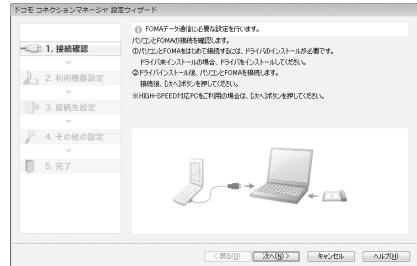 ドコモ コネクションマネージャ 設定ウィザード
FOMAデータ通信に必要な設定を行います。
パソコンとFOMAの接続を確認します。
①パソコンとFOMAをはじめて接続するには、ドライバのインストールが必要です。
ドライバ未インストールの場合、ドライバをインストールしてください。
②ドライバインストール後、パソコンとFOMAを接続します。
接続後、[次へ]ボタンを押してください。
※HIGH-SPEED対応PCをご利用の場合は、[次へ]ボタンを押してください。
1. 接続確認
2. 利用機器設定
3. 接続先設定
4. その他の設定
5. 完了
< 戻る(B)
次へ(N) >
キャンセル
ヘルプ(H)